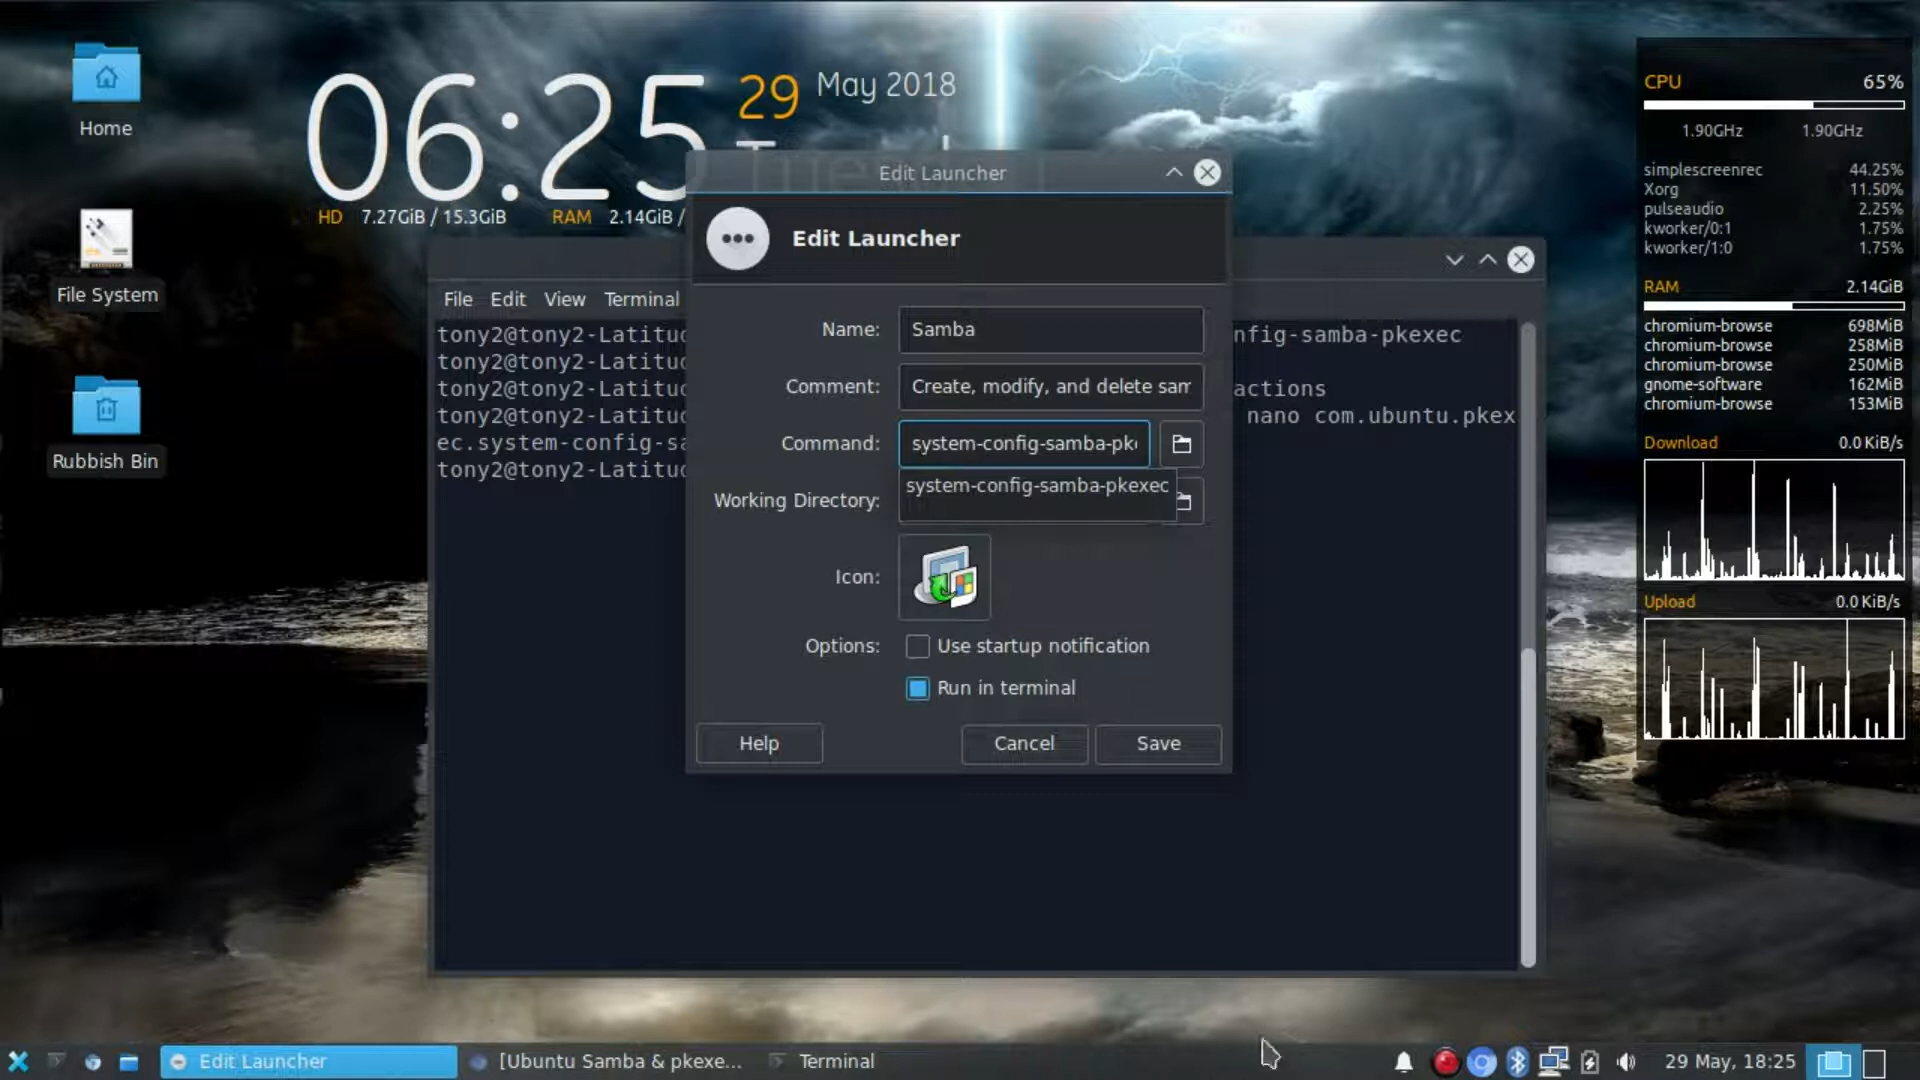 Home
File System
Rubbish Bin
06:25 29 May 2018
HD 7.27GiB / 15.3GiB RAM 2.14GiB /
Edit Launcher
Edit Launcher
Name: Samba
Comment: Create, modify, and delete sam
Command: system-config-samba-pk
system-config-samba-pkexec
Working Directory:
Icon:
Options: Use startup notification
Run in terminal
Help Cancel Save
File Edit View Terminal
tony2@tony2-Latitud nfig-samba-pkexec
tony2@tony2-Latitud
tony2@tony2-Latitud actions
tony2@tony2-Latitud nano com.ubuntu.pkex
ec.system-config-sa
tony2@tony2-Latitud
CPU 65%
1.90GHz 1.90GHz
simplescreenrec 44.25%
Xorg 11.50%
pulseaudio 2.25%
kworker/0:1 1.75%
kworker/1:0 1.75%
RAM 2.14GiB
chromium-browse 698MiB
chromium-browse 258MiB
chromium-browse 250MiB
gnome-software 162MiB
chromium-browse 153MiB
Download 0.0 KiB/s
Upload 0.0 KiB/s
Edit Launcher
[Ubuntu Samba & pkexe...
Terminal
29 May, 18:25